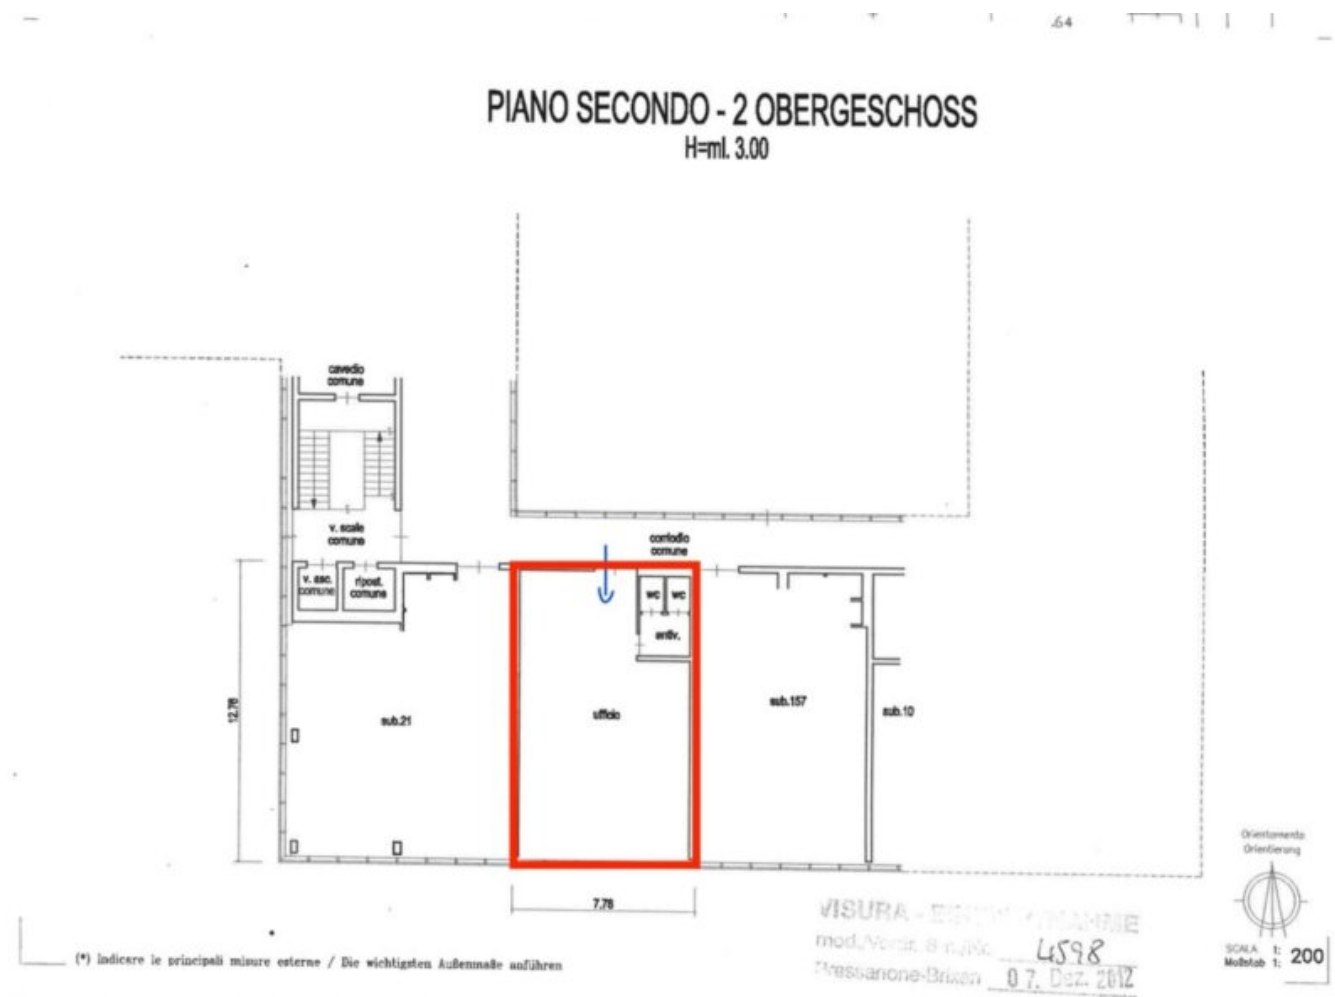 .64
PIANO SECONDO - 2 OBERGESCHOSS
H=ml. 3.00
cavedio
comune
v. scale
comune
corriodio
comune
v. asc.
comune
ripost.
comune
wc
wc
antiv.
12.78
sub.21
ufficio
sub.157
sub.10
7.78
Orientamento
Orientierung
VISURA -
4598
Bressanone-Brixen 07. Dez. 2012
SCALA 1:
Maßstab 1: 200
(*) Indicare le principali misure esterne / Die wichtigsten Außenmaße anführen